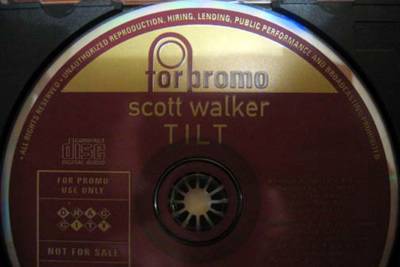 • ALL RIGHTS RESERVED • UNAUTHORIZED REPRODUCTION, HIRING, LENDING, PUBLIC PERFORMANCE AND BROADCASTING PROHIBITED
for promo
scott walker
TILT
COMPACT
disc
DIGITAL AUDIO
FOR PROMO
USE ONLY
DRAG
CITY
NOT FOR SALE